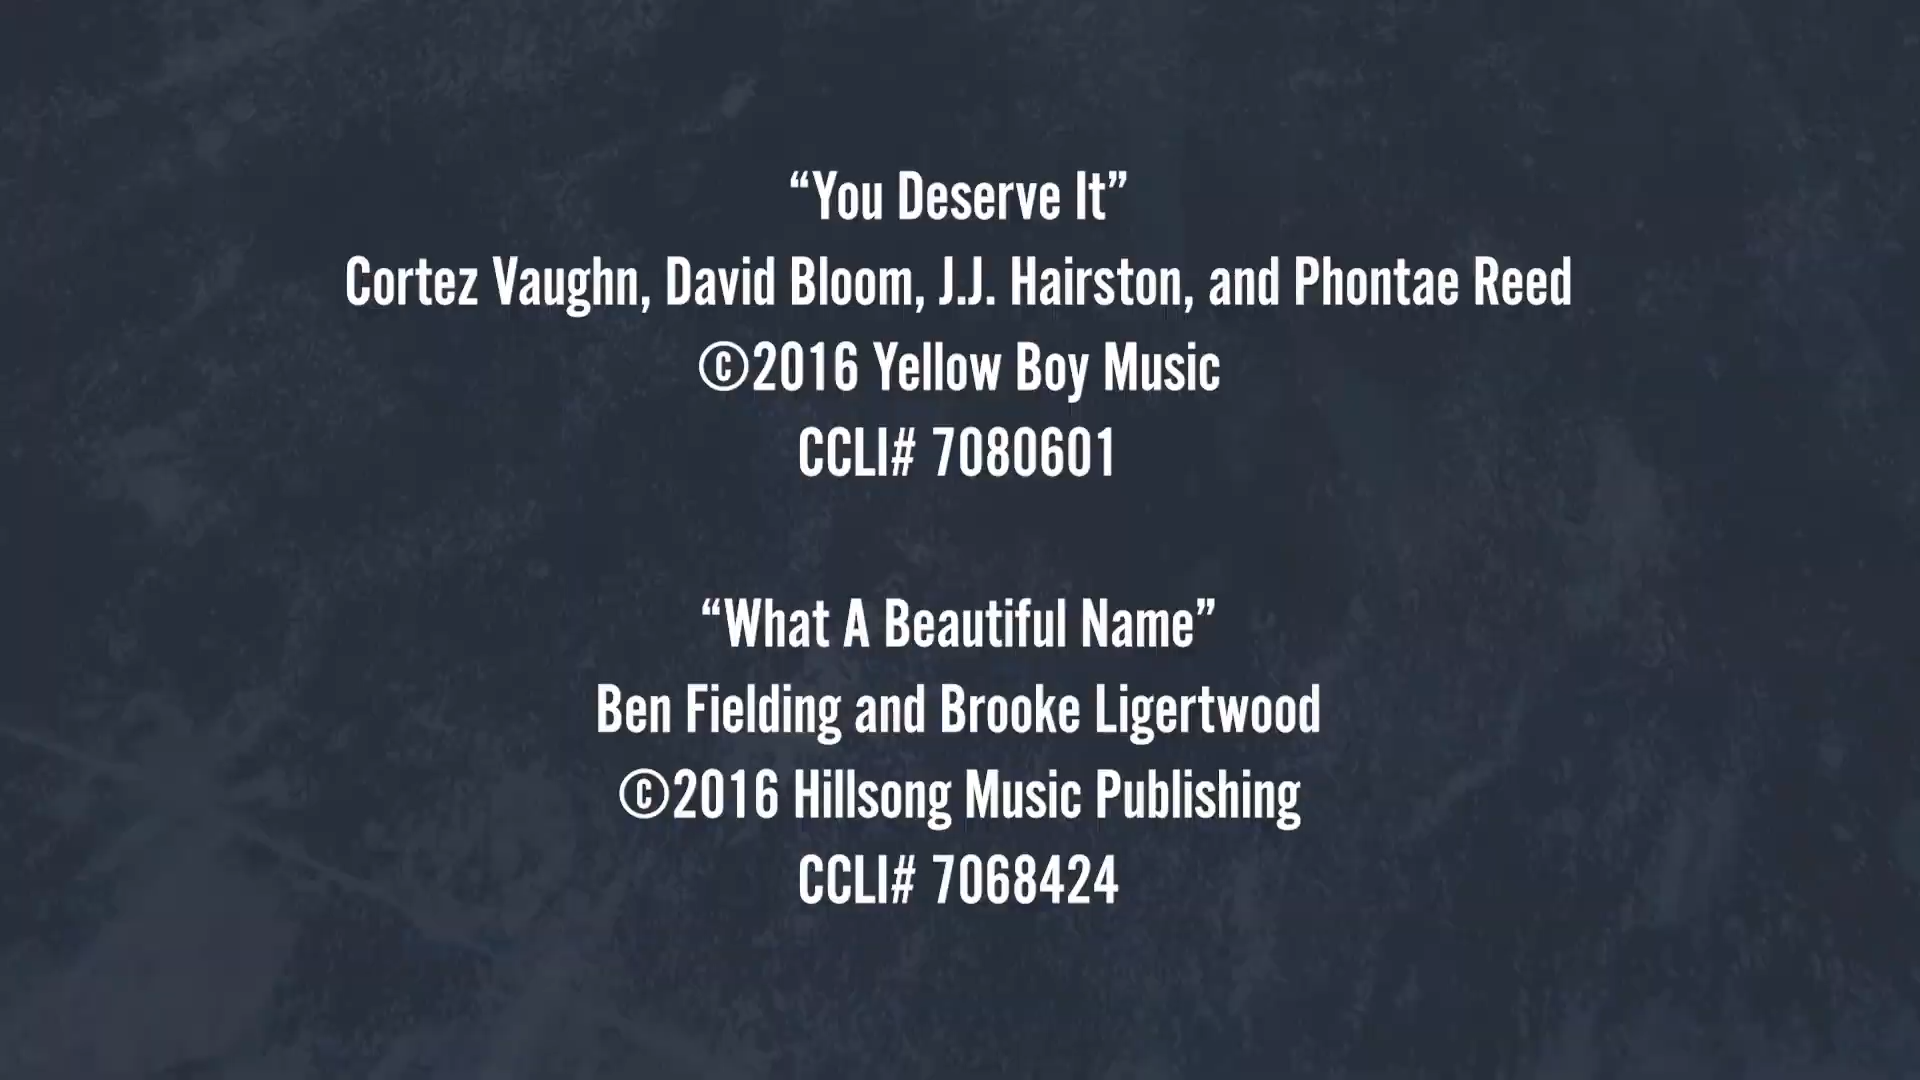 “You Deserve It”
Cortez Vaughn, David Bloom, J.J. Hairston, and Phontae Reed
©2016 Yellow Boy Music
CCLI# 7080601
“What A Beautiful Name”
Ben Fielding and Brooke Ligertwood
©2016 Hillsong Music Publishing
CCLI# 7068424